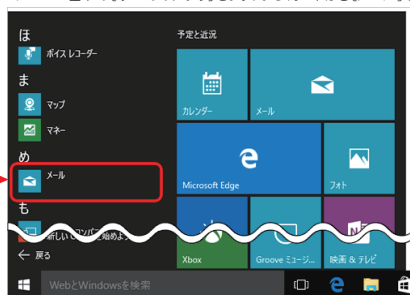 ほ
ボイス レコーダー
ま
マップ
マネー
め
メール
も
戻る
予定と近況
カレンダー
メール
Microsoft Edge
フォト
Xbox
Groove ミュージ...
映画 & テレビ
WebとWindowsを検索